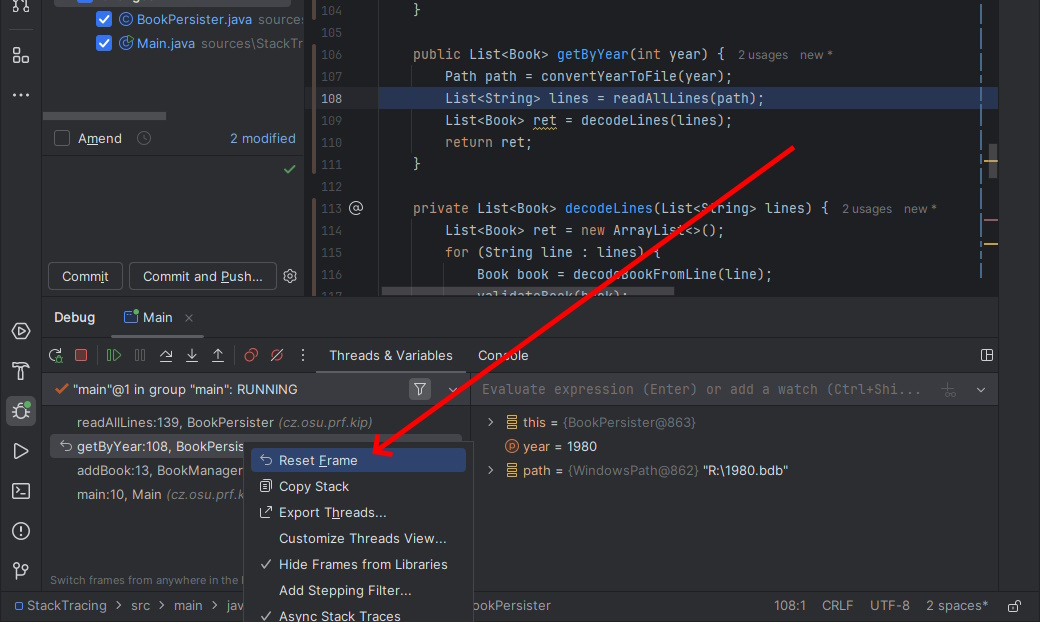 BookPersister.java sources
Main.java sources\StackTr
Amend
2 modified
Commit
Commit and Push...
104 }
105
106 public List<Book> getByYear(int year) { 2 usages new *
107 Path path = convertYearToFile(year);
108 List<String> lines = readAllLines(path);
109 List<Book> ret = decodeLines(lines);
110 return ret;
111 }
112
113 @ private List<Book> decodeLines(List<String> lines) { 2 usages new *
114 List<Book> ret = new ArrayList<>();
115 for (String line : lines) {
116 Book book = decodeBookFromLine(line);
117 validateBook(book);
Debug
Main
Threads & Variables
Console
"main"@1 in group "main": RUNNING
Evaluate expression (Enter) or add a watch (Ctrl+Shi...
readAllLines:139, BookPersister (cz.osu.prf.kip)
getByYear:108, BookPersis
addBook:13, BookManager
main:10, Main (cz.osu.prf.k
Switch frames from anywhere in the
Reset Frame
Copy Stack
Export Threads...
Customize Threads View...
Hide Frames from Libraries
Add Stepping Filter...
Async Stack Traces
this = {BookPersister@863}
year = 1980
path = {WindowsPath@862} "R:\1980.bdb"
StackTracing > src > main > jav
ookPersister
108:1 CRLF UTF-8 2 spaces*